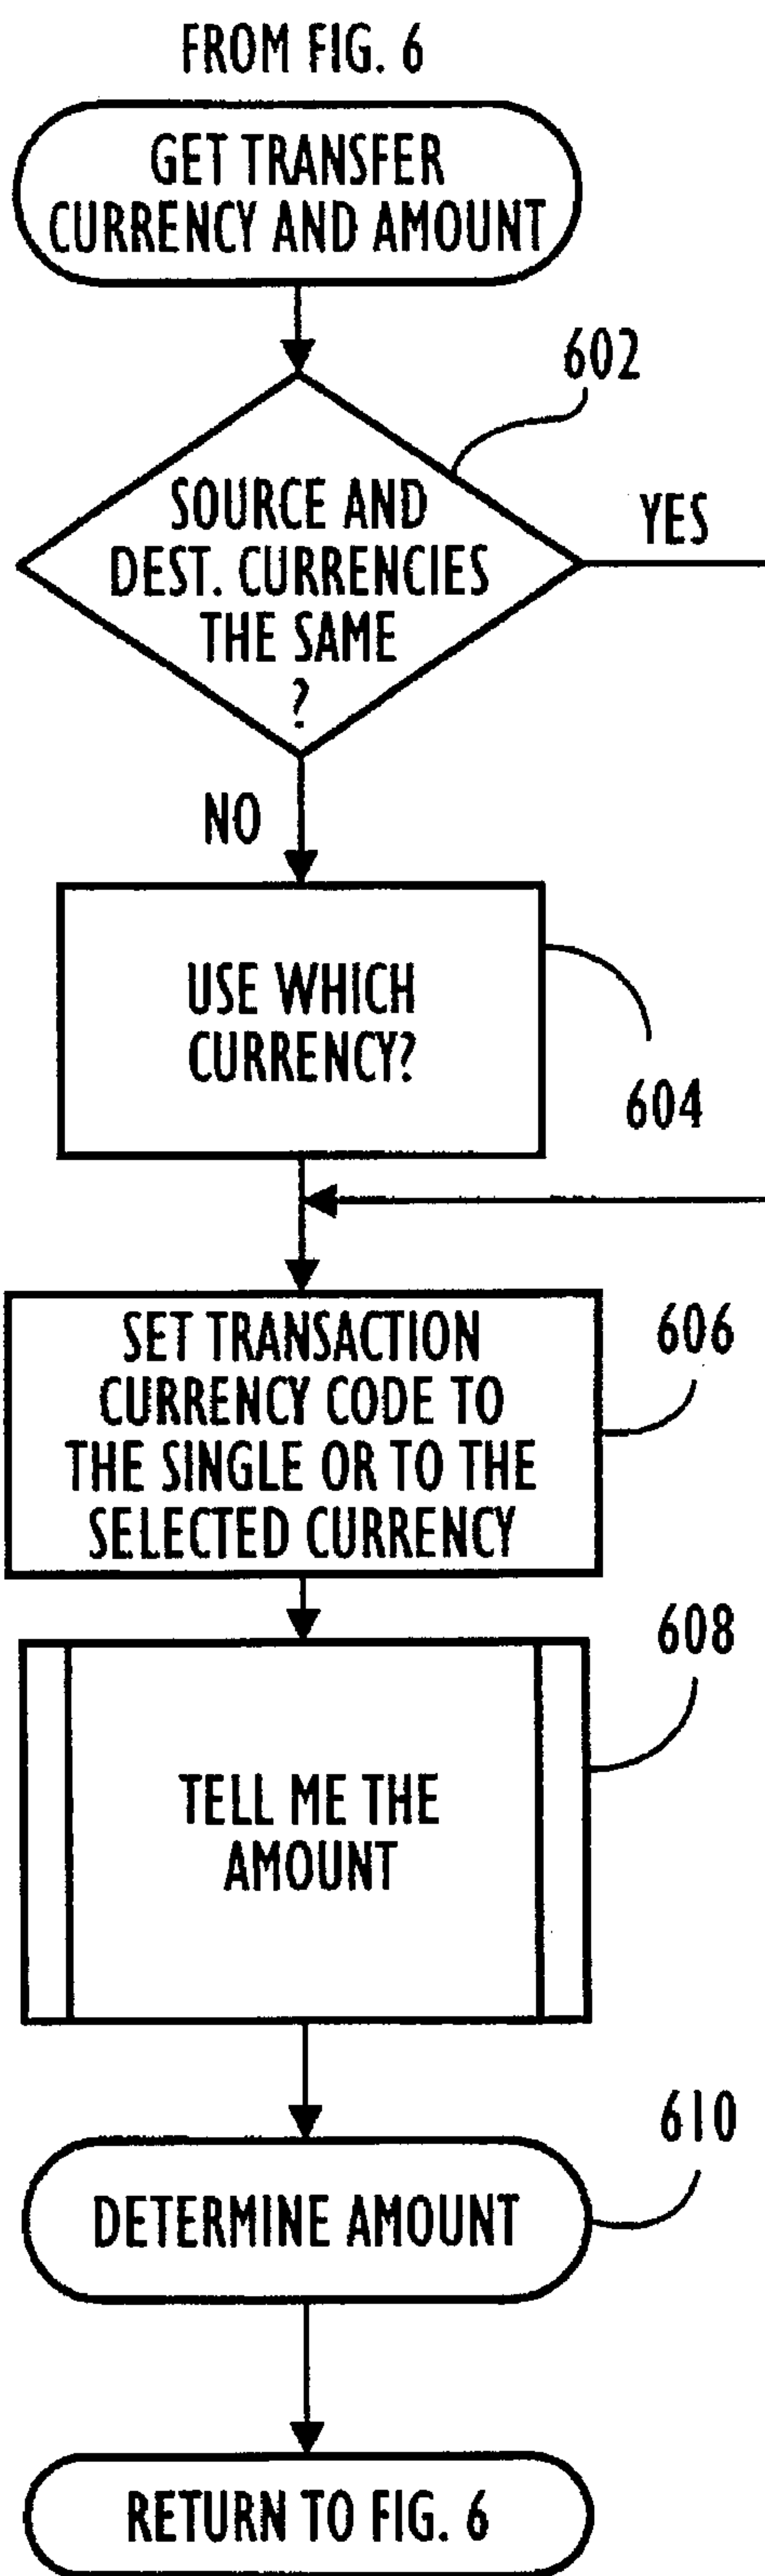 FROM FIG. 6
GET TRANSFER
CURRENCY AND AMOUNT
602
SOURCE AND
DEST. CURRENCIES
THE SAME
?
YES
NO
USE WHICH
CURRENCY?
604
SET TRANSACTION
CURRENCY CODE TO
THE SINGLE OR TO THE
SELECTED CURRENCY
606
608
TELL ME THE
AMOUNT
610
DETERMINE AMOUNT
RETURN TO FIG. 6